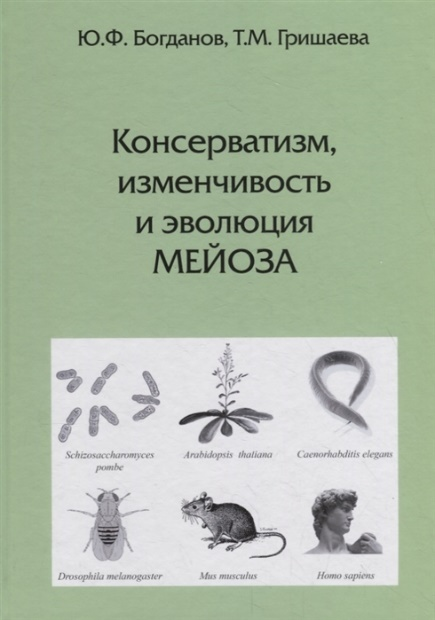 Ю.Ф. Богданов, Т.М. Гришаева
Консерватизм,
изменчивость
и эволюция
МЕЙОЗА
Schizosaccharomyces
pombe
Arabidopsis thaliana
Caenorhabditis elegans
Drosophila melanogaster
Mus musculus
Homo sapiens